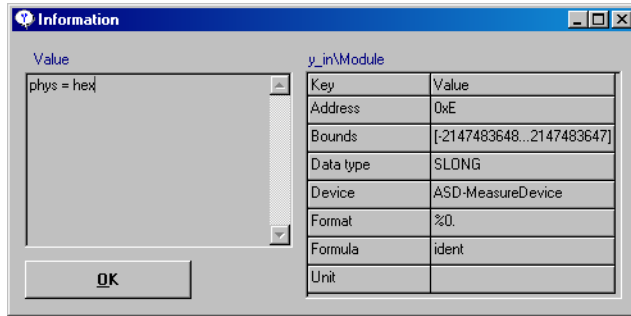 Information
Value
phys = hex
OK
y_in\Module
Key Value
Address 0xE
Bounds [-2147483648...2147483647]
Data type SLONG
Device ASD-MeasureDevice
Format %0.
Formula ident
Unit